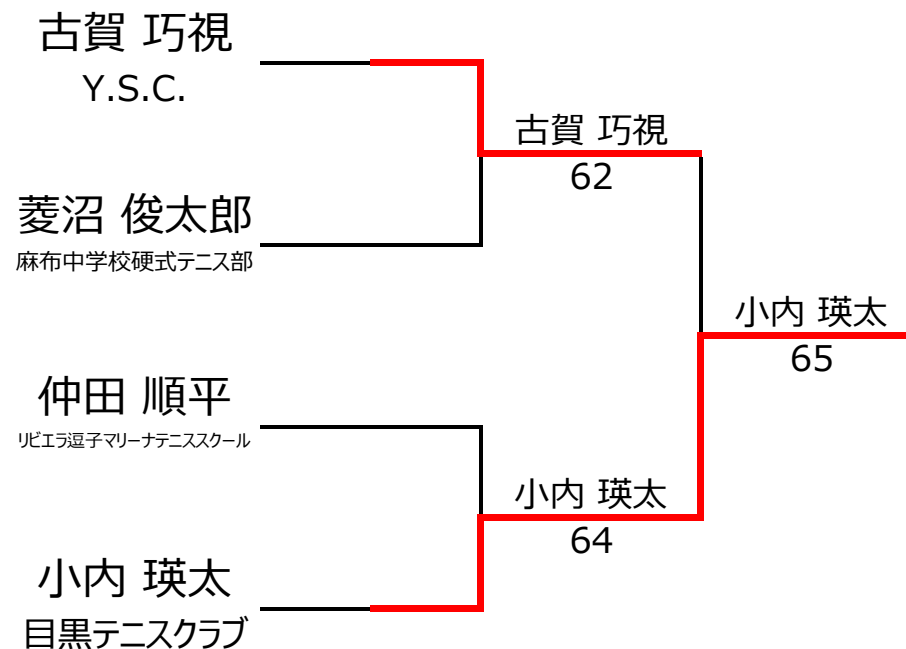 古賀 巧視
Y.S.C.
古賀 巧視
62
菱沼 俊太郎
麻布中学校硬式テニス部
小内 瑛太
65
仲田 順平
リビエラ逗子マリーナテニススクール
小内 瑛太
64
小内 瑛太
目黒テニスクラブ